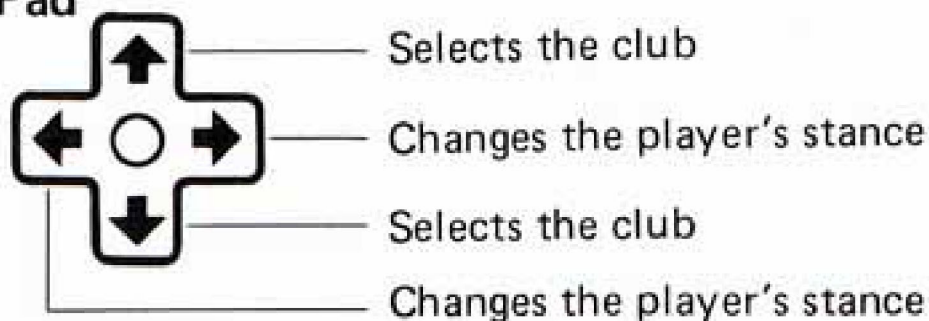 Pad
Selects the club
Changes the player's stance
Selects the club
Changes the player's stance